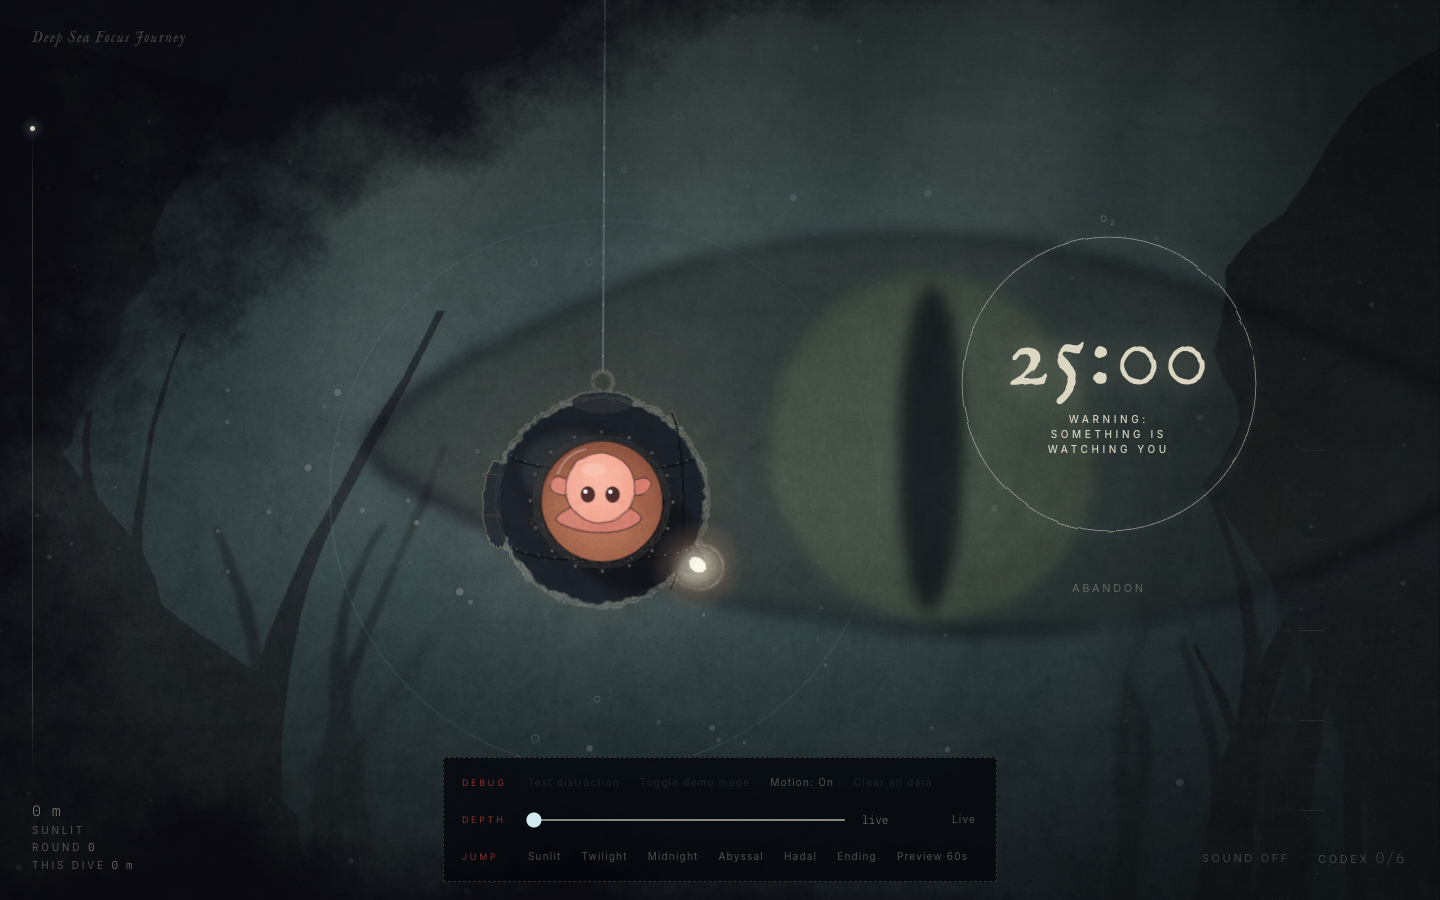 Deep Sea Focus Journey
O₂
25:00
WARNING:
SOMETHING IS
WATCHING YOU
ABANDON
DEBUG Test distraction Toggle demo mode Motion: On Clear all data
DEPTH live Live
JUMP Sunlit Twilight Midnight Abyssal Hadal Ending Preview 60s
0 m
SUNLIT
ROUND 0
THIS DIVE 0 m
SOUND OFF CODEX 0/6